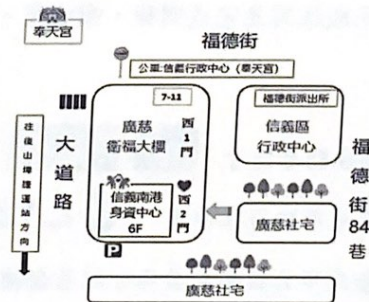 奉天宮
福德街
公車:信義行政中心 (奉天宮)
7-11
福德街派出所
往後山埤捷運站方向
大道路
廣慈
衛福大樓
西1門
信義區
行政中心
福德街84巷
信義南港
身資中心
6F
西2門
廣慈社宅
P
廣慈社宅